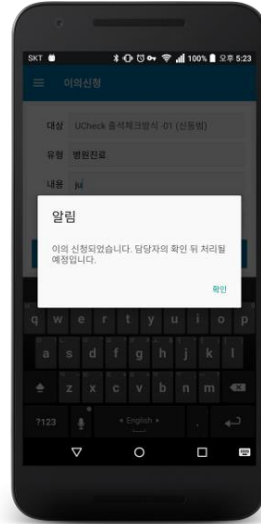 SKT 100% 오후 5:23
이의신청
대상 UCheck 출석체크방식 -01 (신동범)
유형 병원진료
내용 ju
알림
이의 신청되었습니다. 담당자의 확인 뒤 처리될
예정입니다.
확인
q w e r t y u i o p
a s d f g h j k l
z x c v b n m
?123 English .